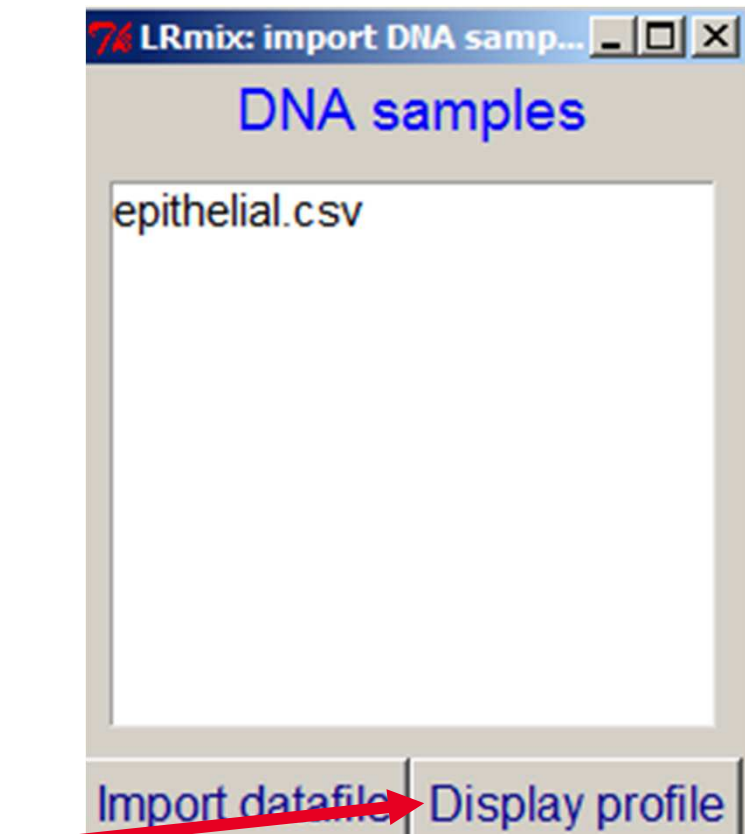 LRmix: import DNA samp...
DNA samples
epithelial.csv
Import datafile Display profile